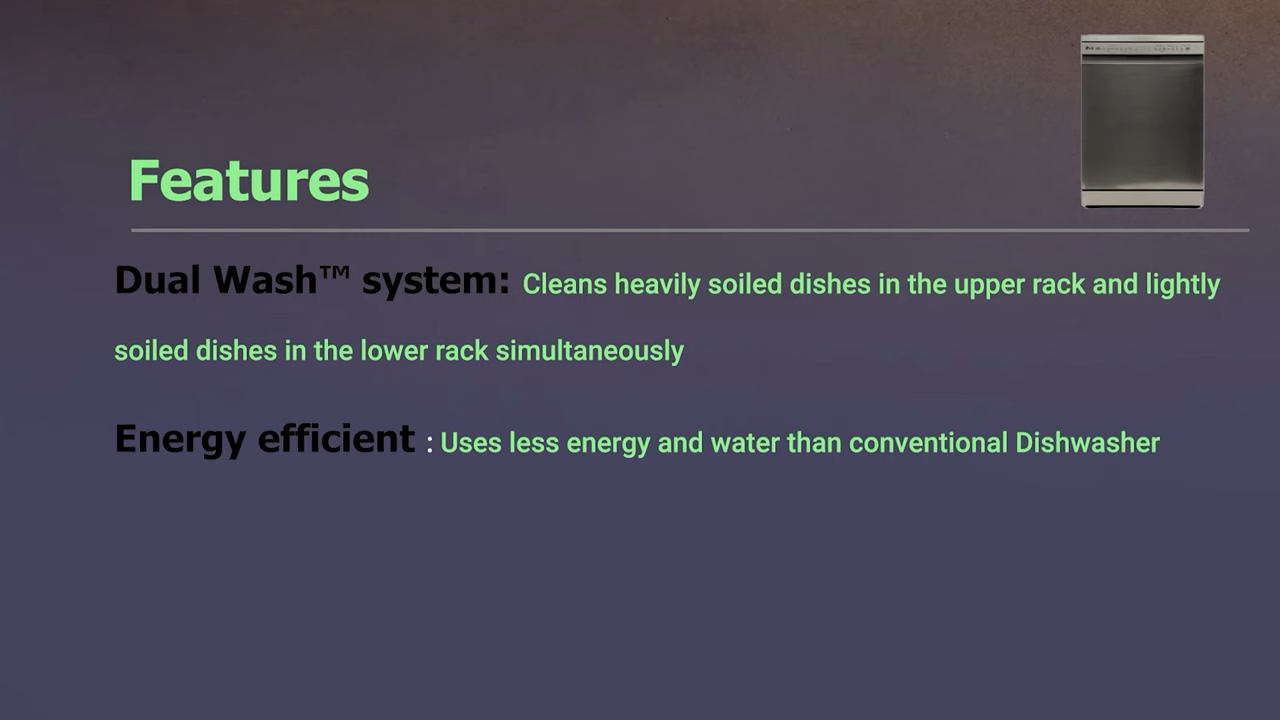 Features
Dual Wash™ system: Cleans heavily soiled dishes in the upper rack and lightly
soiled dishes in the lower rack simultaneously
Energy efficient : Uses less energy and water than conventional Dishwasher